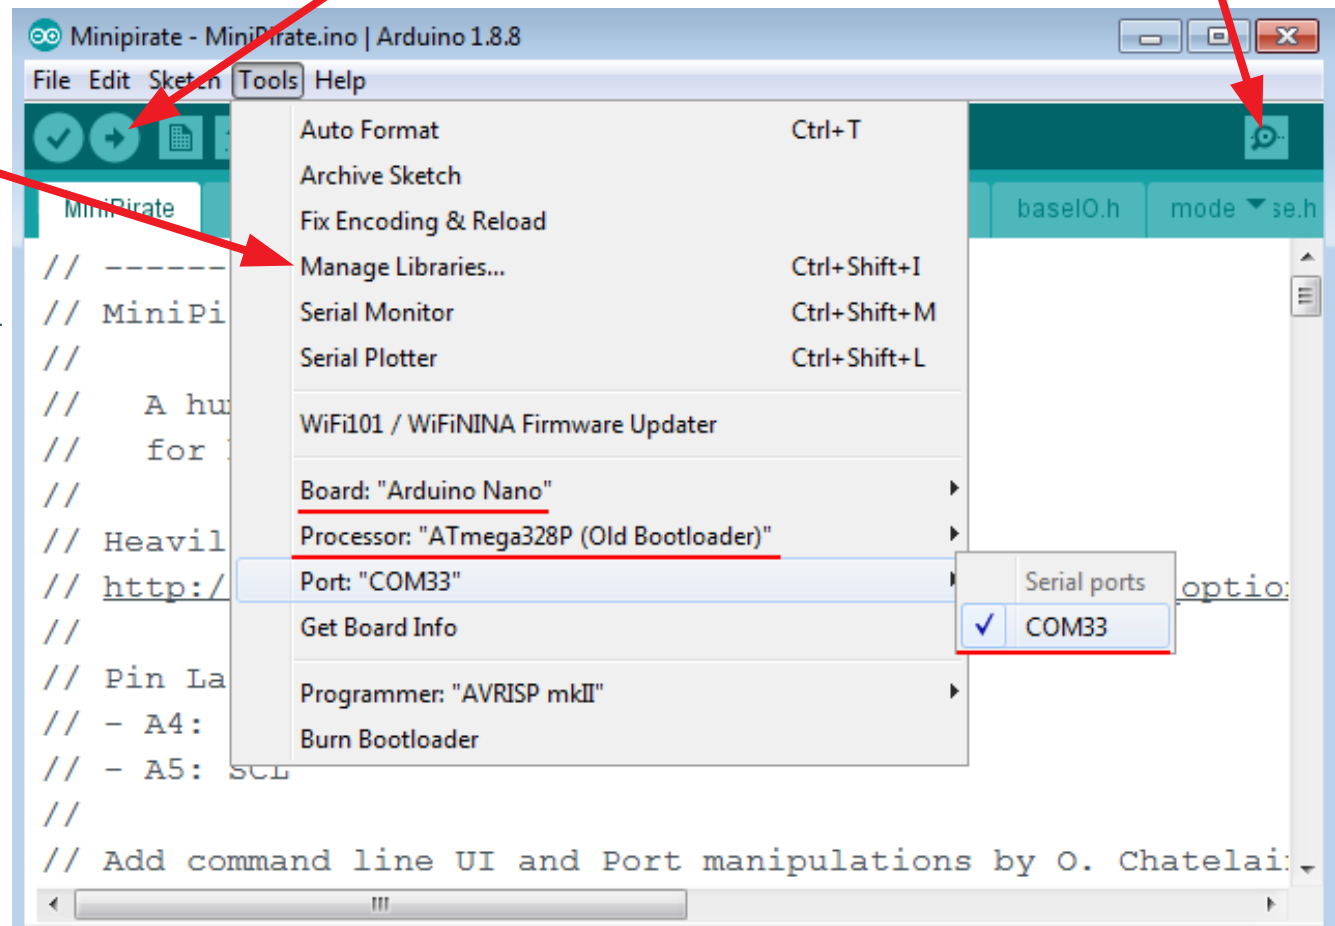 Minipirate - MiniPirate.ino | Arduino 1.8.8
File Edit Sketch Tools Help
Auto Format Ctrl+T
Archive Sketch
MiniPirate baseIO.h mode se.h
Fix Encoding & Reload
// ------
Manage Libraries... Ctrl+Shift+I
// MiniPi
Serial Monitor Ctrl+Shift+M
//
Serial Plotter Ctrl+Shift+L
// A hu
WiFi101 / WiFiNINA Firmware Updater
// for
//
Board: "Arduino Nano"
// Heavil
Processor: "ATmega328P (Old Bootloader)"
// http:/
Port: "COM33" Serial ports
_optio
//
Get Board Info COM33
// Pin La
Programmer: "AVRISP mkII"
// - A4:
Burn Bootloader
// - A5: SCL
//
// Add command line UI and Port manipulations by O. Chatelai